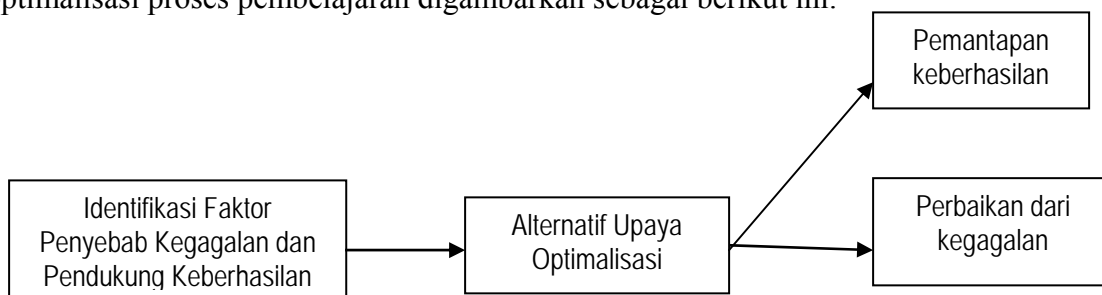 optimalisasi proses pembelajaran digambarkan sebagai berikut ini:
Pemantapan
keberhasilan
Identifikasi Faktor
Penyebab Kegagalan dan
Pendukung Keberhasilan
Alternatif Upaya
Optimalisasi
Perbaikan dari
kegagalan